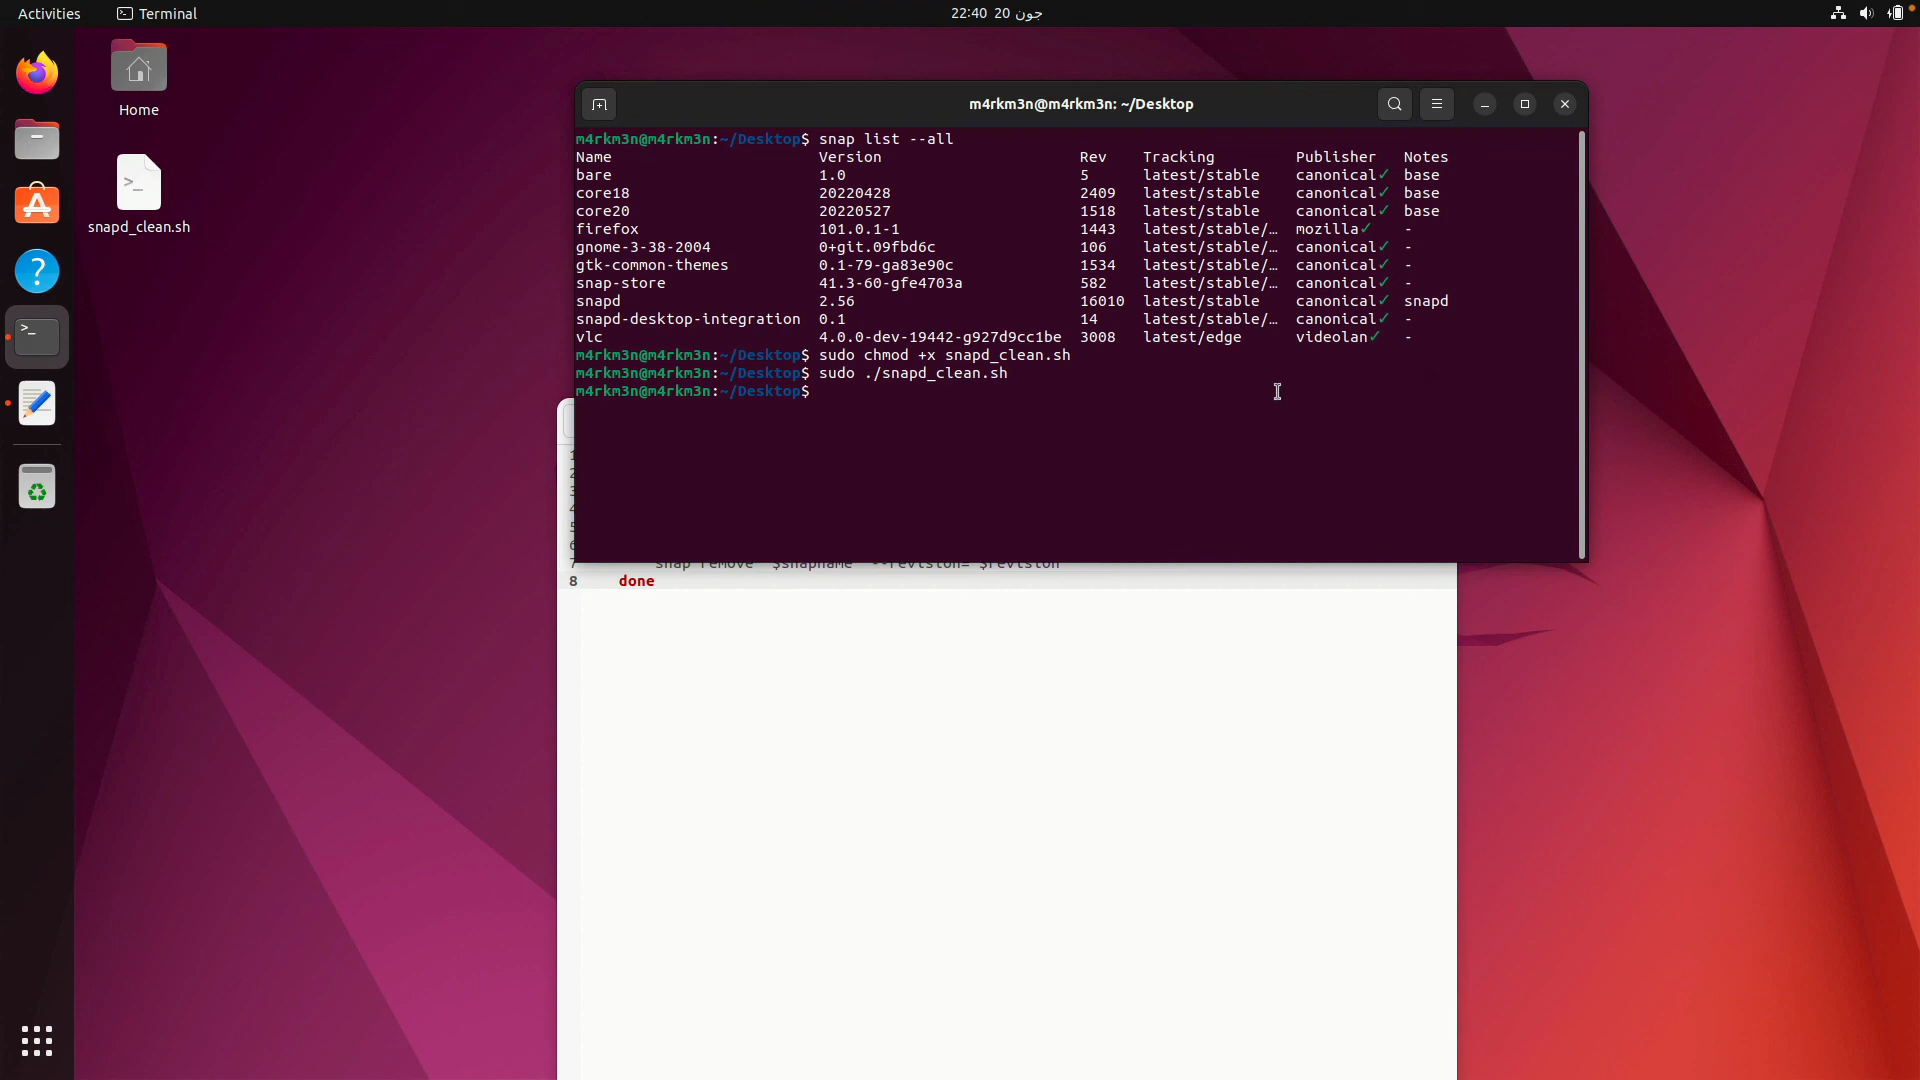 Activities
Terminal
22:40 20 جون
Home
snapd_clean.sh
m4rkm3n@m4rkm3n: ~/Desktop
m4rkm3n@m4rkm3n:~/Desktop$ snap list --all
Name Version Rev Tracking Publisher Notes
bare 1.0 5 latest/stable canonical✓ base
core18 20220428 2409 latest/stable canonical✓ base
core20 20220527 1518 latest/stable canonical✓ base
firefox 101.0.1-1 1443 latest/stable/… mozilla✓ -
gnome-3-38-2004 0+git.09fbd6c 106 latest/stable/… canonical✓ -
gtk-common-themes 0.1-79-ga83e90c 1534 latest/stable/… canonical✓ -
snap-store 41.3-60-gfe4703a 582 latest/stable/… canonical✓ -
snapd 2.56 16010 latest/stable canonical✓ snapd
snapd-desktop-integration 0.1 14 latest/stable/… canonical✓ -
vlc 4.0.0-dev-19442-g927d9cc1be 3008 latest/edge videolan✓ -
m4rkm3n@m4rkm3n:~/Desktop$ sudo chmod +x snapd_clean.sh
m4rkm3n@m4rkm3n:~/Desktop$ sudo ./snapd_clean.sh
m4rkm3n@m4rkm3n:~/Desktop$
7 snap remove "$snapname" --revision="$revision"
8 done